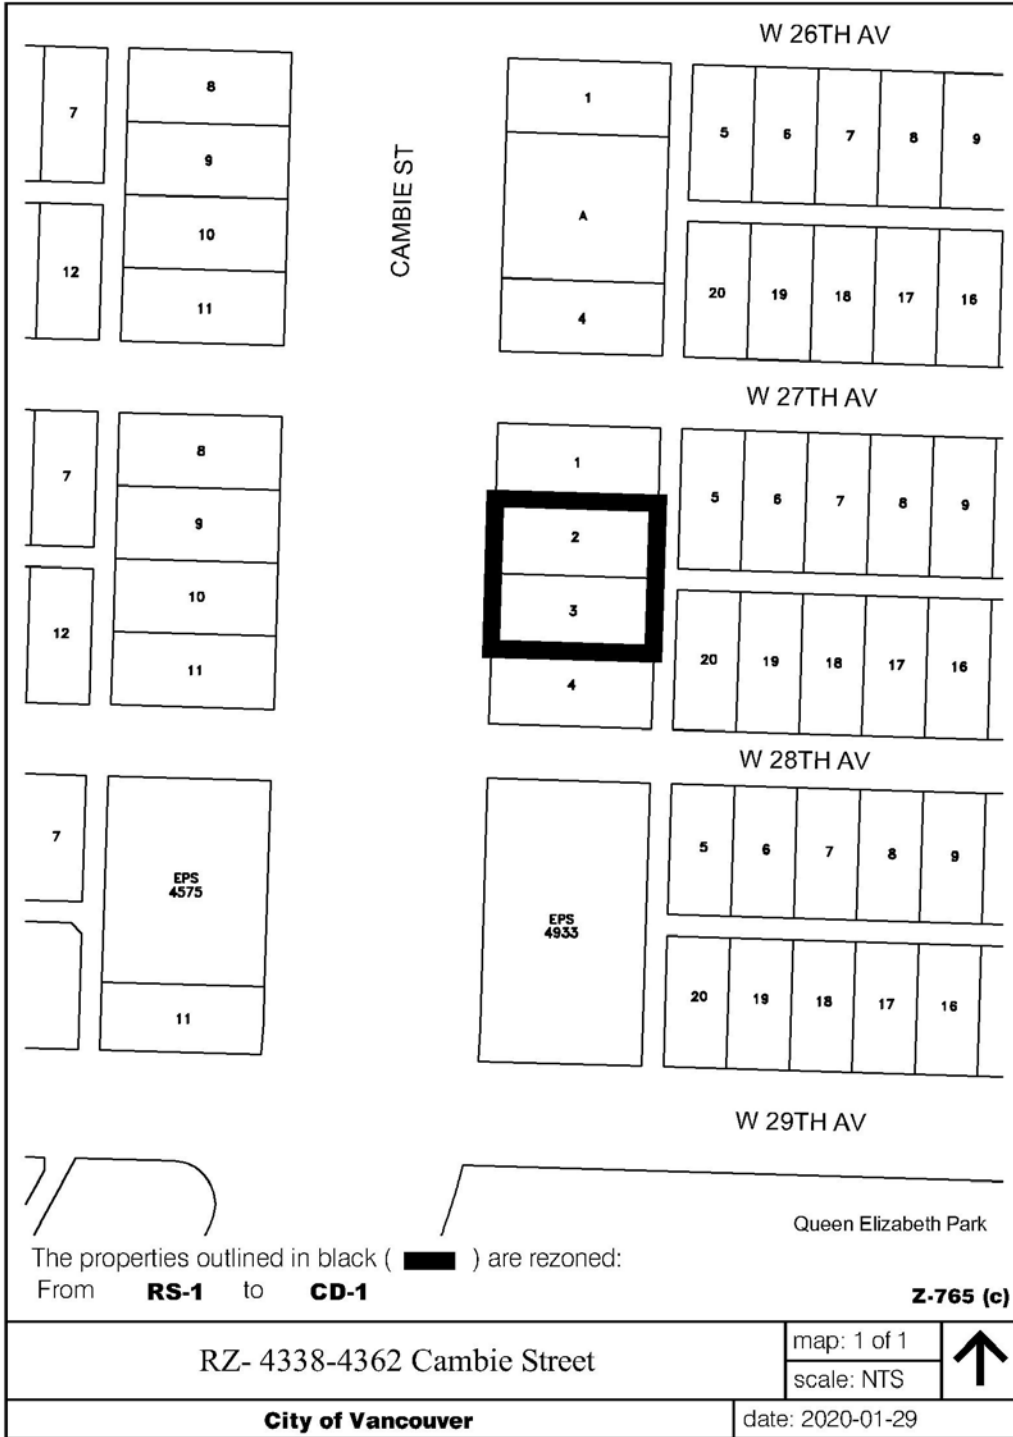 W 26TH AV
8
7
9
10
12
11
CAMBIE ST
1
A
4
5 6 7 8 9
20 19 18 17 16
W 27TH AV
8
7
9
10
12
11
1
2
3
4
5 6 7 8 9
20 19 18 17 16
W 28TH AV
7
EPS
4575
11
EPS
4933
5 6 7 8 9
20 19 18 17 16
W 29TH AV
Queen Elizabeth Park
The properties outlined in black ( ) are rezoned:
From RS-1 to CD-1
Z-765 (c)
RZ- 4338-4362 Cambie Street
map: 1 of 1
scale: NTS
City of Vancouver
date: 2020-01-29